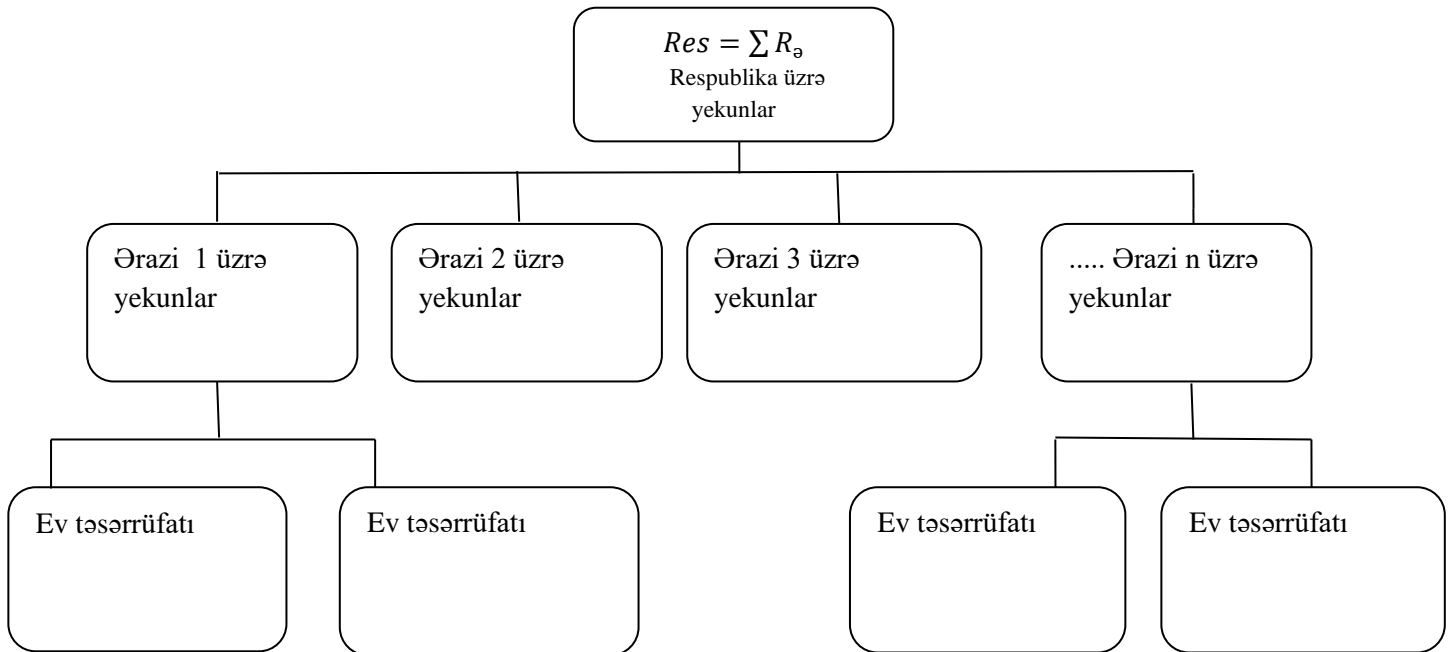 Res = ∑ Rə
Respublika üzrə
yekunlar
Ərazi 1 üzrə
yekunlar
Ərazi 2 üzrə
yekunlar
Ərazi 3 üzrə
yekunlar
..... Ərazi n üzrə
yekunlar
Ev təsərrüfatı
Ev təsərrüfatı
Ev təsərrüfatı
Ev təsərrüfatı